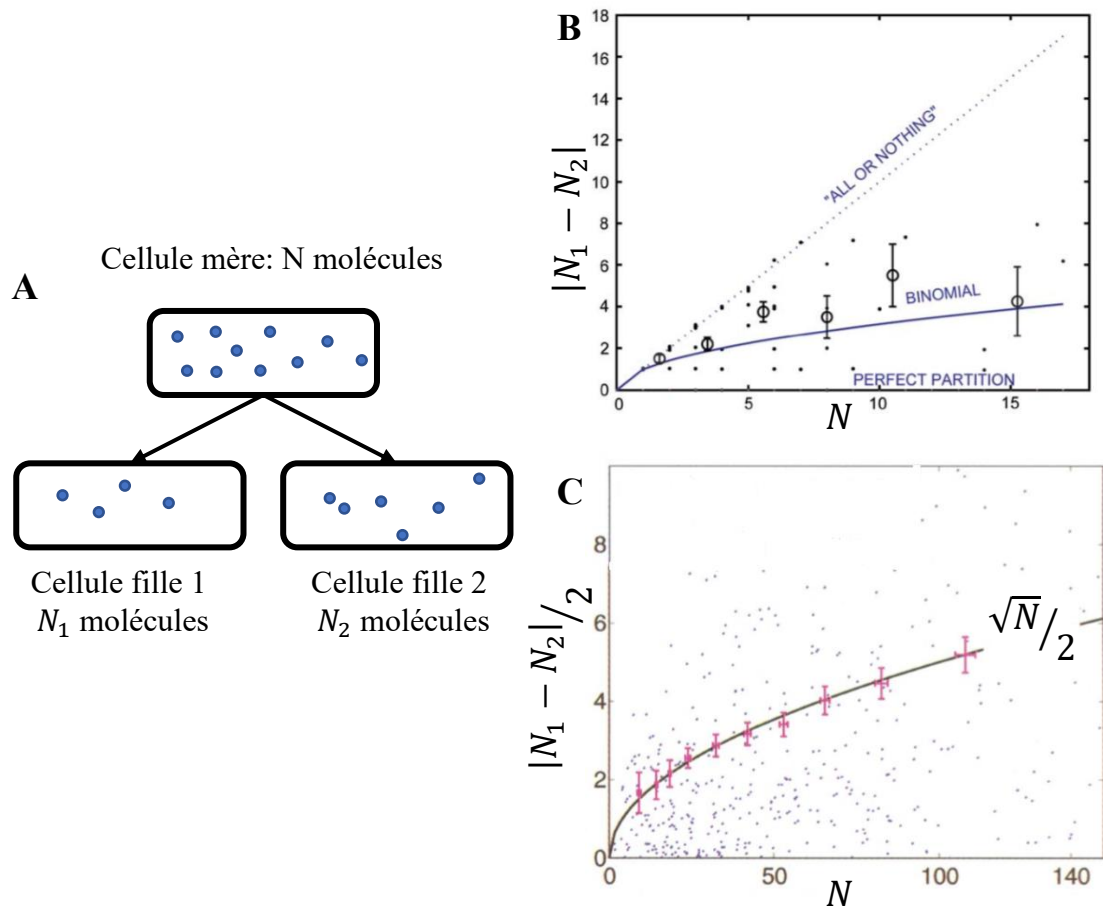 A
Cellule mère: N molécules
Cellule fille 1
N₁ molécules
Cellule fille 2
N₂ molécules
B
|N₁ − N₂|
18
16
14
12
10
8
6
4
2
0
"ALL OR NOTHING"
BINOMIAL
PERFECT PARTITION
0
5
10
15
N
C
|N₁ − N₂|/2
8
6
4
2
0
√N/2
0
50
100
140
N